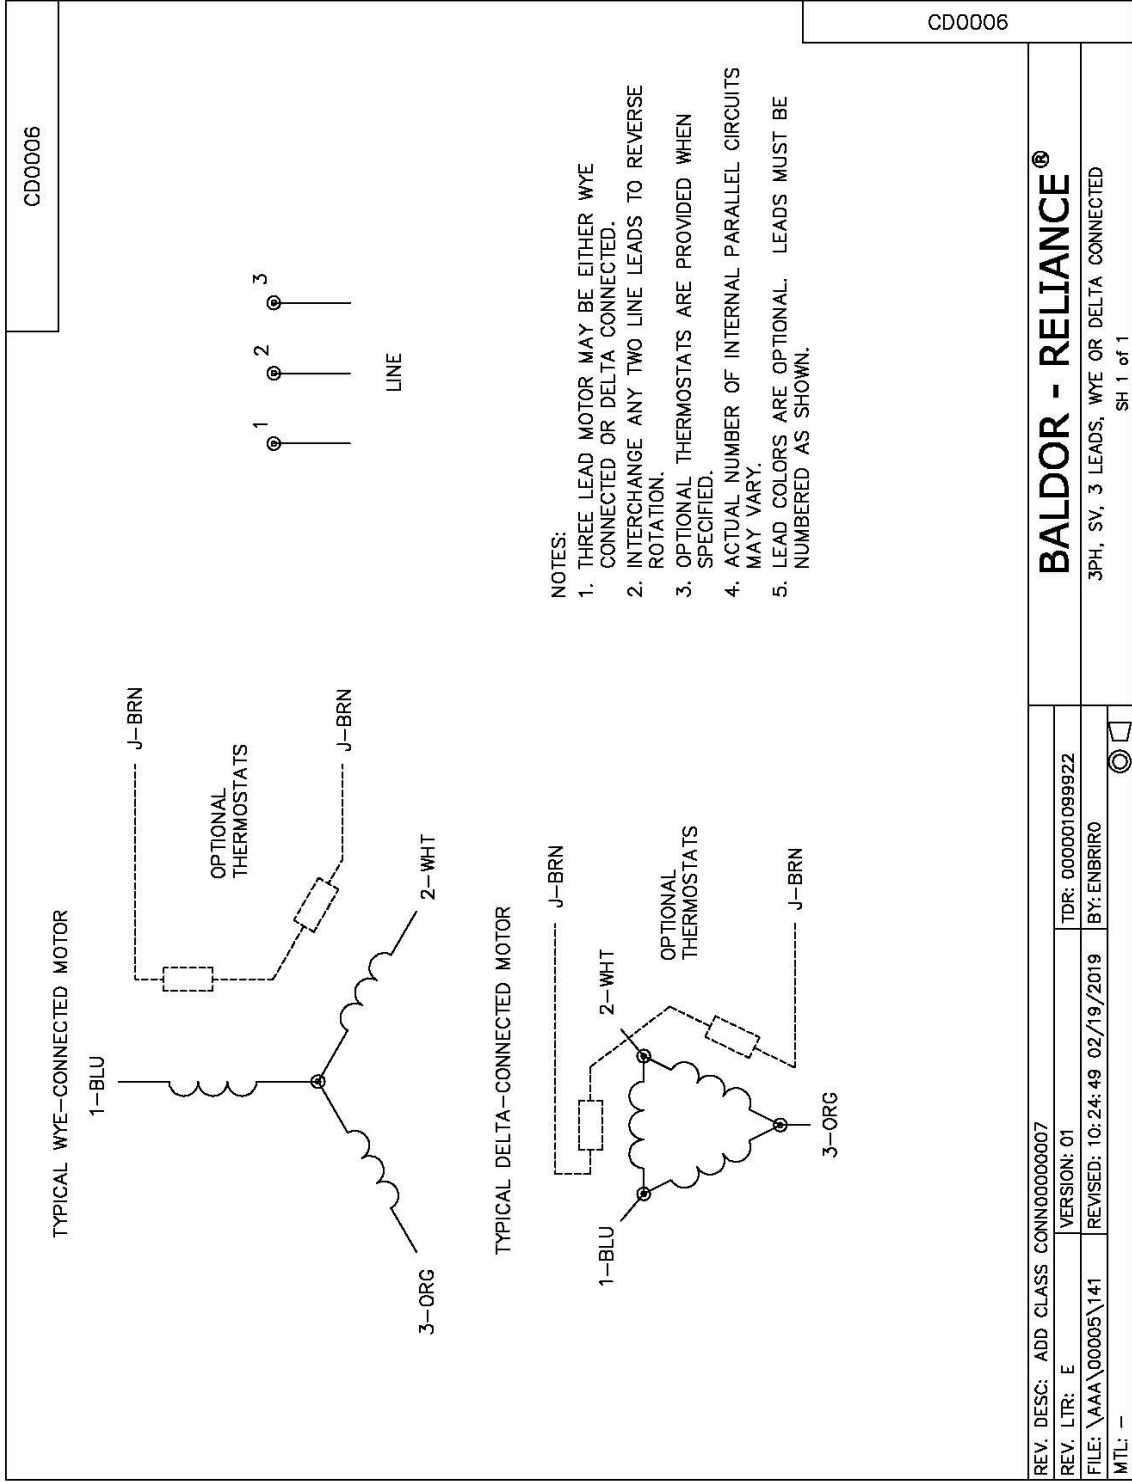 CD0006
TYPICAL WYE-CONNECTED MOTOR
1-BLU
J-BRN
OPTIONAL
THERMOSTATS
J-BRN
2-WHT
3-ORG
1
2
3
LINE
TYPICAL DELTA-CONNECTED MOTOR
J-BRN
2-WHT
OPTIONAL
THERMOSTATS
1-BLU
J-BRN
3-ORG
NOTES:
1. THREE LEAD MOTOR MAY BE EITHER WYE
CONNECTED OR DELTA CONNECTED.
2. INTERCHANGE ANY TWO LINE LEADS TO REVERSE
ROTATION.
3. OPTIONAL THERMOSTATS ARE PROVIDED WHEN
SPECIFIED.
4. ACTUAL NUMBER OF INTERNAL PARALLEL CIRCUITS
MAY VARY.
5. LEAD COLORS ARE OPTIONAL. LEADS MUST BE
NUMBERED AS SHOWN.
CD0006
REV. DESC: ADD CLASS CONN00000007
REV. LTR: E
VERSION: 01
TDR: 000001099922
FILE: \AAA\00005\141
REVISED: 10:24:49 02/19/2019
BY: ENBRIRO
MTL: -
BALDOR - RELIANCE®
3PH, SV, 3 LEADS, WYE OR DELTA CONNECTED
SH 1 of 1